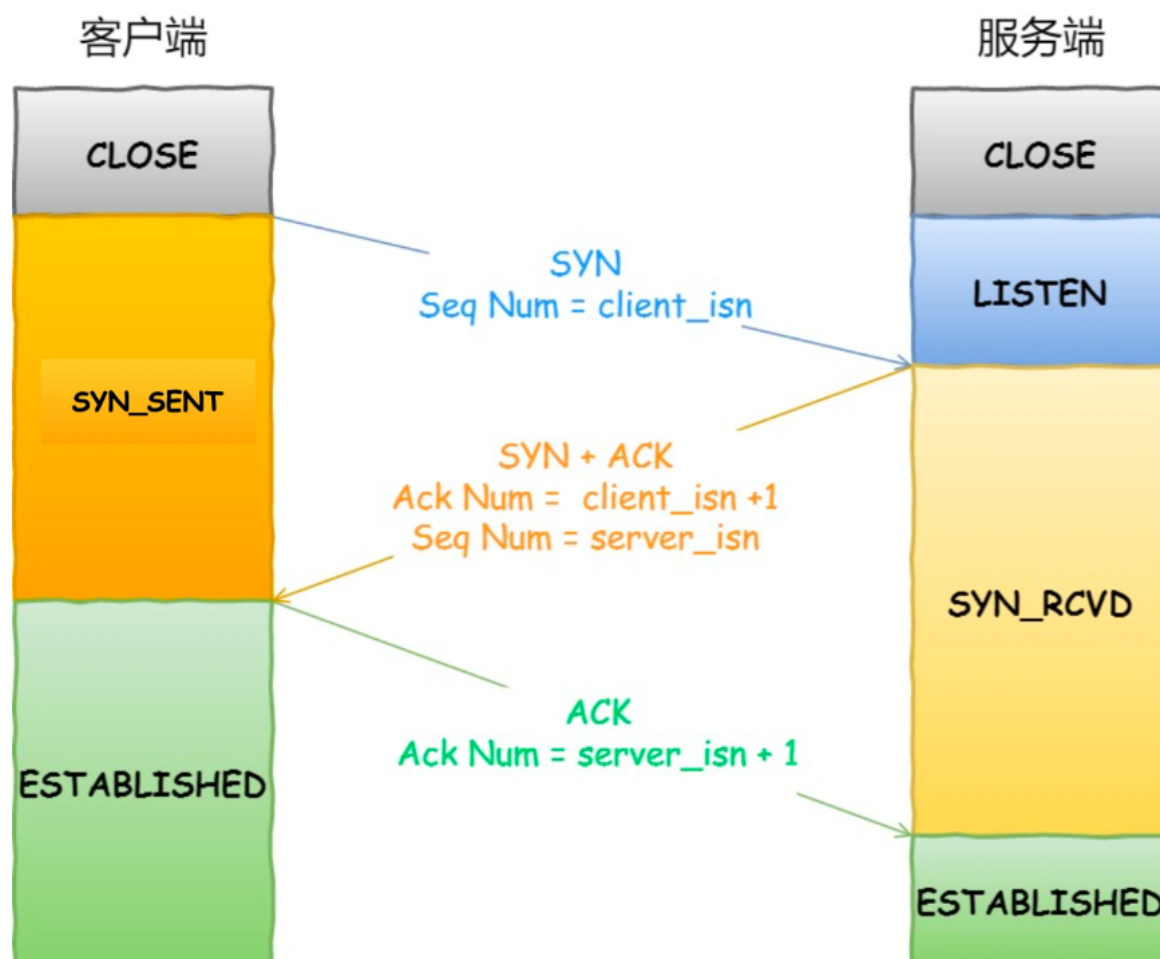 客户端
服务端
CLOSE
CLOSE
SYN
Seq Num = client_isn
LISTEN
SYN_SENT
SYN + ACK
Ack Num = client_isn +1
Seq Num = server_isn
SYN_RCVD
ACK
Ack Num = server_isn + 1
ESTABLISHED
ESTABLISHED